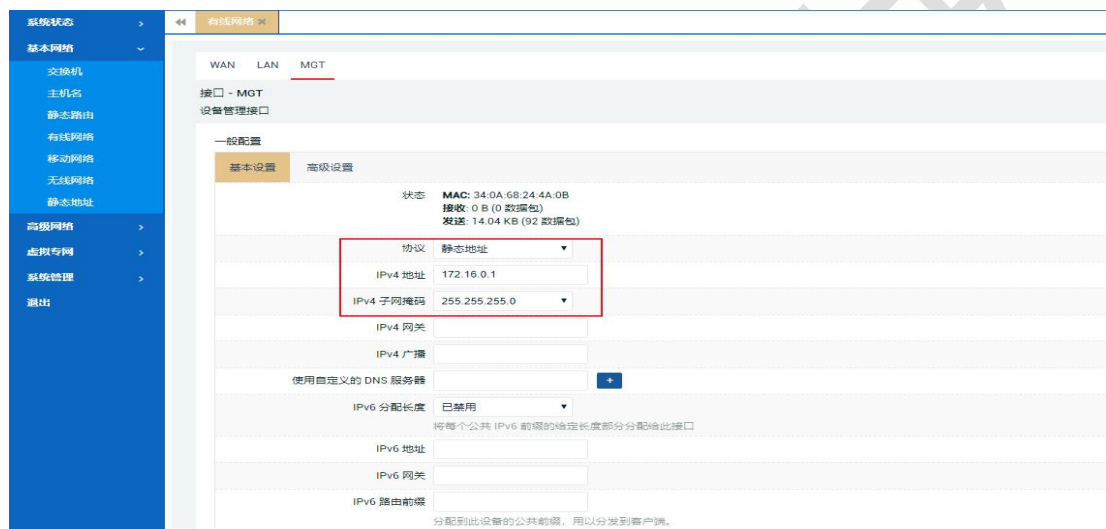 系统状态
基本网络
交换机
主机名
静态路由
有线网络
移动网络
无线网络
静态地址
高级网络
虚拟专网
系统管理
退出
有线网络
WAN LAN MGT
接口 - MGT
设备管理接口
一般配置
基本设置 高级设置
状态 MAC: 34:0A:68:24:4A:0B
接收: 0 B (0 数据包)
发送: 14.04 KB (92 数据包)
协议 静态地址
IPv4 地址 172.16.0.1
IPv4 子网掩码 255.255.255.0
IPv4 网关
IPv4 广播
使用自定义的 DNS 服务器 +
IPv6 分配长度 已禁用
将每个公共 IPv6 前缀的给定长度部分分配给此接口
IPv6 地址
IPv6 网关
IPv6 路由前缀
分配到此设备的公共前缀，用以分发到客户端。